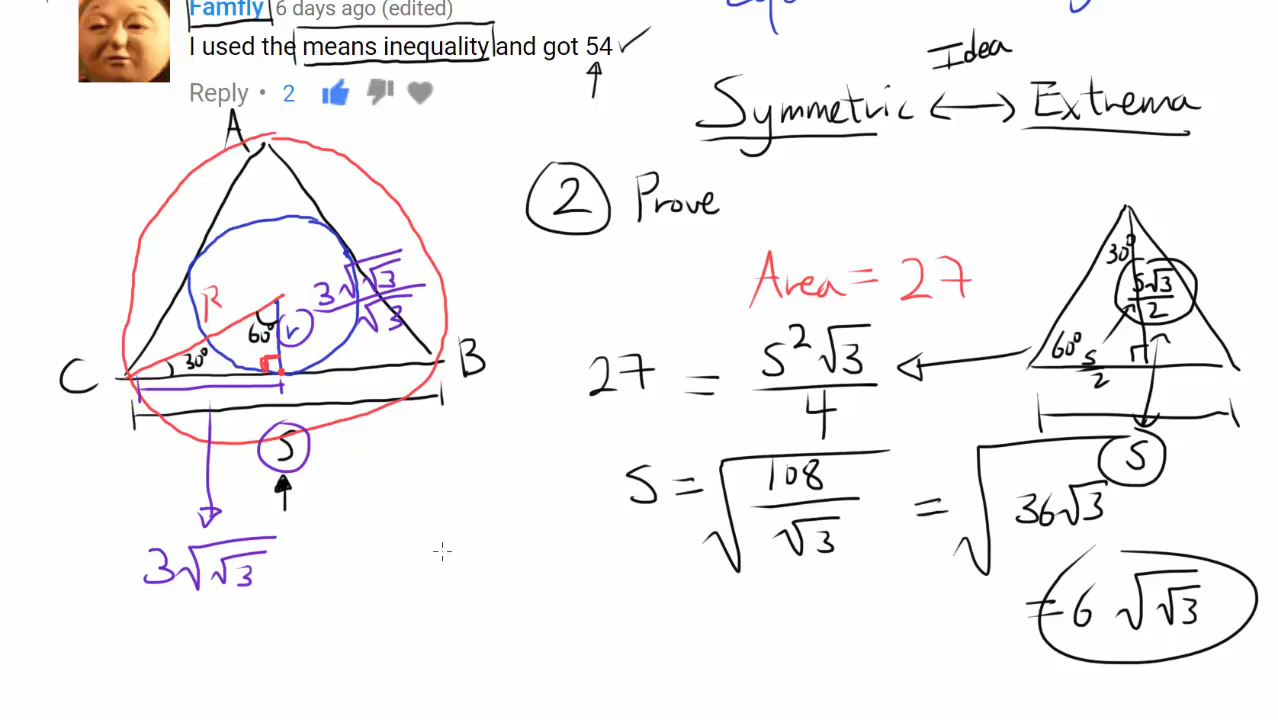 Famfly 6 days ago (edited)
I used the means inequality and got 54 ✓
Reply • 2
Idea
Symmetric ↔ Extrema
② Prove
A
C
B
R
r
60°
30°
3√√3/√3
S
3√√3
Area = 27
27 = S²√3/4
S = √(108/√3) = √(36√3)
= 6√√3
30°
S√3/2
60°
S/2
S